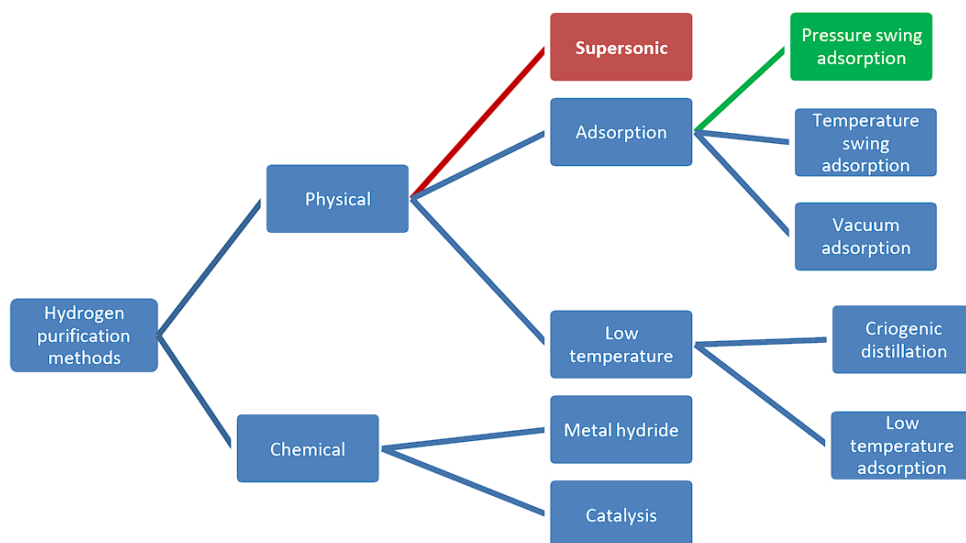 Supersonic
Pressure swing
adsorption
Adsorption
Temperature
swing
adsorption
Physical
Vacuum
adsorption
Hydrogen
purification
methods
Low
temperature
Criogenic
distillation
Chemical
Metal hydride
Low
temperature
adsorption
Catalysis